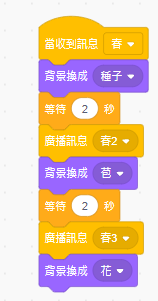 當收到訊息 春
背景換成 種子
等待 2 秒
廣播訊息 春2
背景換成 苞
等待 2 秒
廣播訊息 春3
背景換成 花